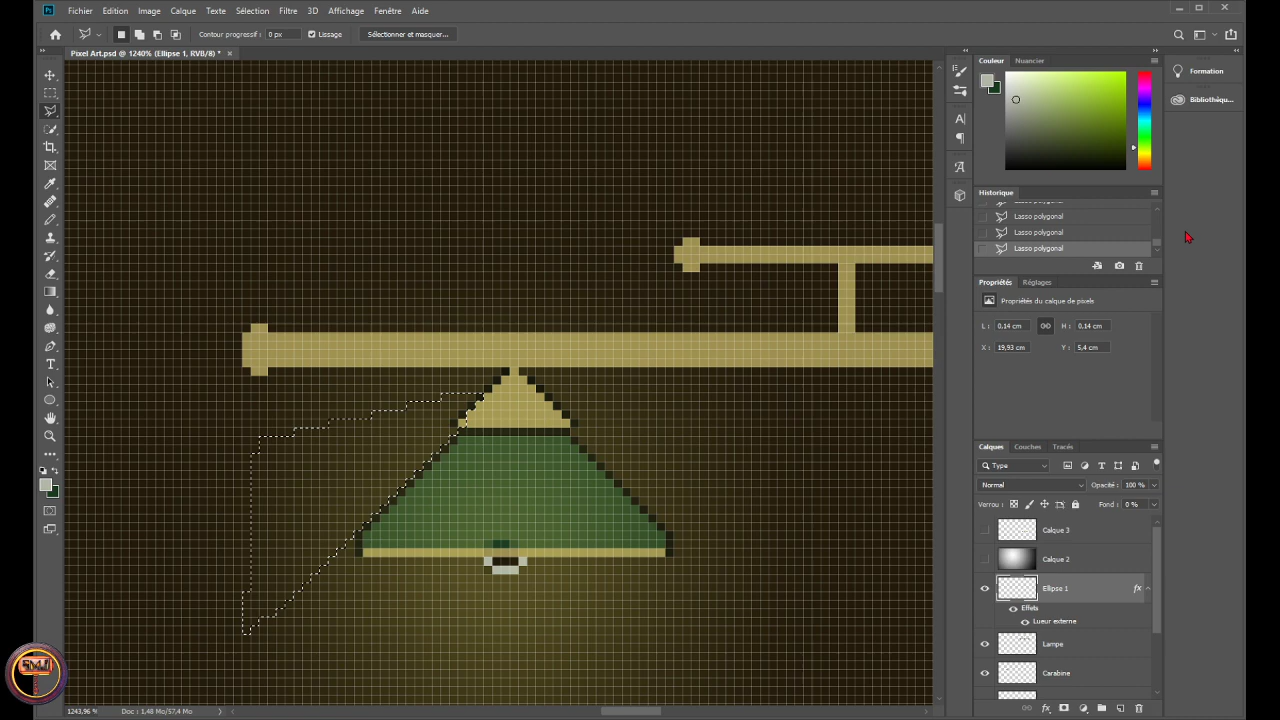 Fichier Edition Image Calque Texte Sélection Filtre 3D Affichage Fenêtre Aide
Contour progressif : 0 px Lissage Sélectionner et masquer...
Pixel Art.psd @ 1240% (Ellipse 1, RVB/8) *
Couleur Nuancier
Formation
Bibliothèqu...
Historique
Lasso polygonal
Lasso polygonal
Lasso polygonal
Propriétés Réglages
Propriétés du calque de pixels
L : 0,14 cm H : 0,14 cm
X : 19,93 cm Y : 5,4 cm
Calques Couches Tracés
Type
Normal Opacité : 100 %
Verrou : Fond : 0 %
Calque 3
Calque 2
Ellipse 1 fx
Effets
Lueur externe
Lampe
Carabine
SMJ
1243,96 % Doc : 1,48 Mo/57,4 Mo
fx